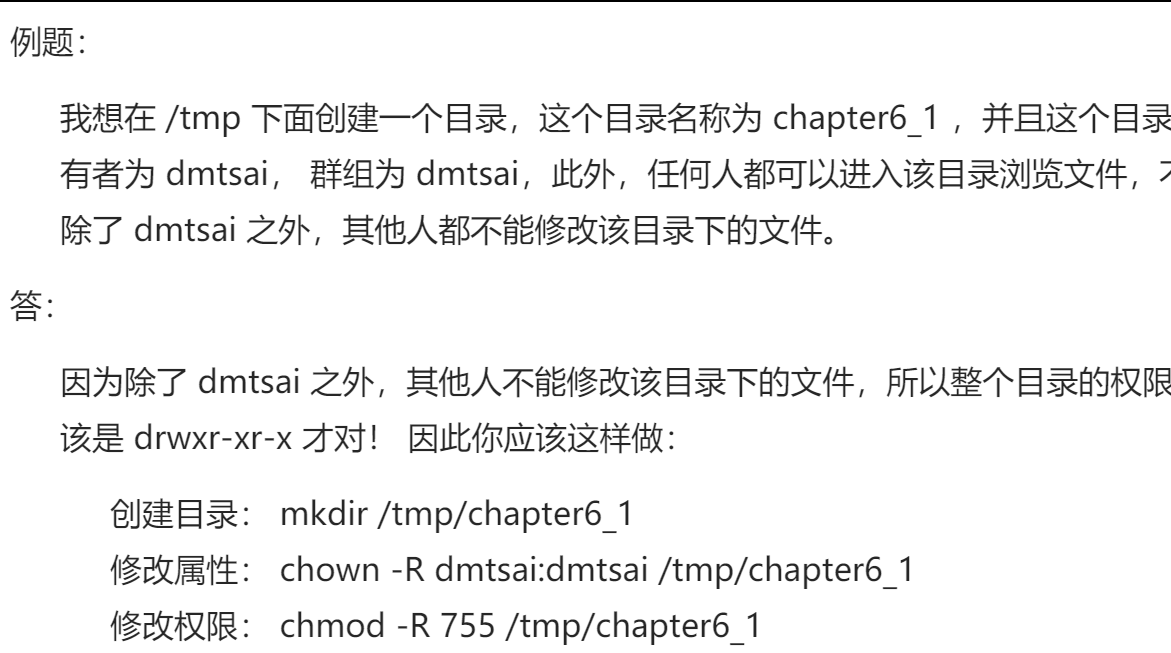 例题：
我想在 /tmp 下面创建一个目录，这个目录名称为 chapter6_1 ，并且这个目录
有者为 dmtsai， 群组为 dmtsai，此外，任何人都可以进入该目录浏览文件，
除了 dmtsai 之外，其他人都不能修改该目录下的文件。
答：
因为除了 dmtsai 之外，其他人不能修改该目录下的文件，所以整个目录的权限
该是 drwxr-xr-x 才对！ 因此你应该这样做：
创建目录： mkdir /tmp/chapter6_1
修改属性： chown -R dmtsai:dmtsai /tmp/chapter6_1
修改权限： chmod -R 755 /tmp/chapter6_1